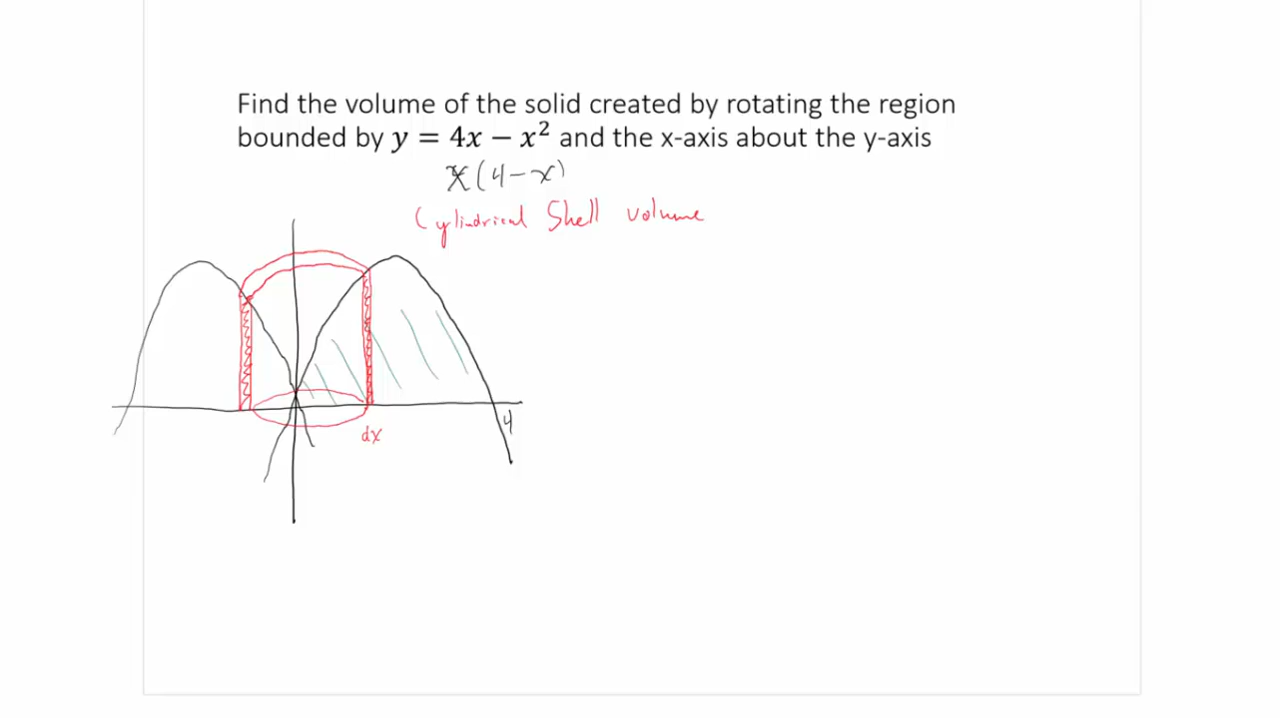 Find the volume of the solid created by rotating the region
bounded by y = 4x − x² and the x-axis about the y-axis
x(4−x)
Cylindrical Shell volume
4
dx